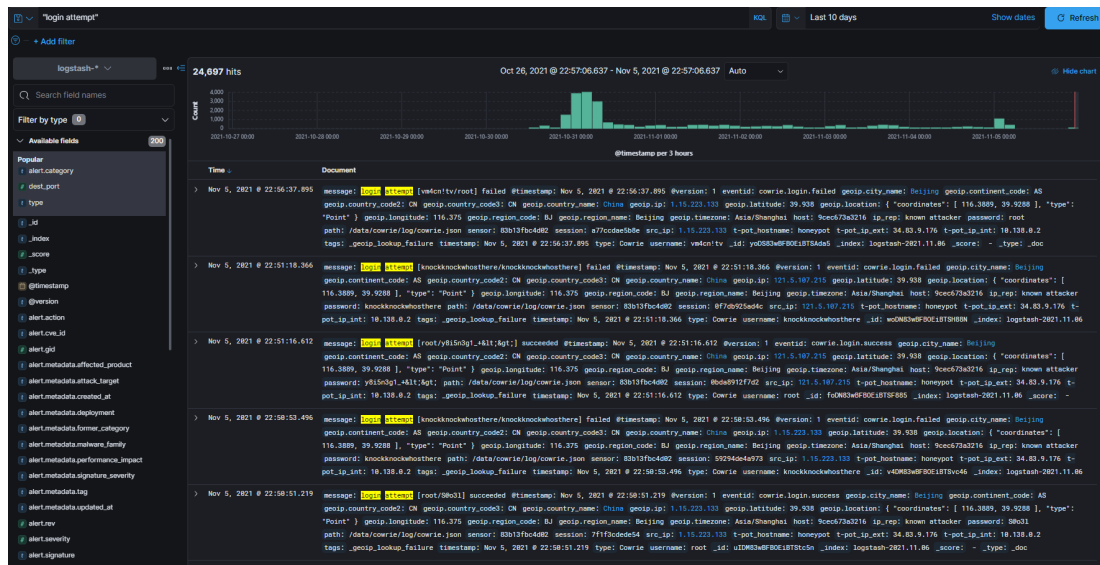 "login attempt"
KQL
Last 10 days
Show dates
Refresh
+ Add filter
logstash-*
Search field names
Filter by type 0
Available fields 200
Popular
alert.category
dest_port
type
_id
_index
_score
_type
@timestamp
@version
alert.action
alert.cve_id
alert.gid
alert.metadata.affected_product
alert.metadata.attack_target
alert.metadata.created_at
alert.metadata.deployment
alert.metadata.former_category
alert.metadata.malware_family
alert.metadata.performance_impact
alert.metadata.signature_severity
alert.metadata.tag
alert.metadata.updated_at
alert.rev
alert.severity
alert.signature
24,697 hits
Oct 26, 2021 @ 22:57:06.637 - Nov 5, 2021 @ 22:57:06.637 Auto
Hide chart
Count
4,000
3,000
2,000
1,000
0
2021-10-27 00:00 2021-10-28 00:00 2021-10-29 00:00 2021-10-30 00:00 2021-10-31 00:00 2021-11-01 00:00 2021-11-02 00:00 2021-11-03 00:00 2021-11-04 00:00 2021-11-05 00:00
@timestamp per 3 hours
Time Document
Nov 5, 2021 @ 22:56:37.895 message: login attempt [vm4cn!tv/root] failed @timestamp: Nov 5, 2021 @ 22:56:37.895 @version: 1 eventid: cowrie.login.failed geoip.city_name: Beijing geoip.continent_code: AS
geoip.country_code2: CN geoip.country_code3: CN geoip.country_name: China geoip.ip: 1.15.223.133 geoip.latitude: 39.938 geoip.location: { "coordinates": [ 116.3889, 39.9288 ], "type":
"Point" } geoip.longitude: 116.375 geoip.region_code: BJ geoip.region_name: Beijing geoip.timezone: Asia/Shanghai host: 9cec673a3216 ip_rep: known attacker password: root
path: /data/cowrie/log/cowrie.json sensor: 83b13fbc4d02 session: a77ccdae5b8e src_ip: 1.15.223.133 t-pot_hostname: honeypot t-pot_ip_ext: 34.83.9.176 t-pot_ip_int: 10.138.0.2
tags: _geoip_lookup_failure timestamp: Nov 5, 2021 @ 22:56:37.895 type: Cowrie username: vm4cn!tv _id: yoDS83wBFBOEiBTSAda5 _index: logstash-2021.11.06 _score: - _type: _doc
Nov 5, 2021 @ 22:51:18.366 message: login attempt [knockknockwhosthere/knockknockwhosthere] failed @timestamp: Nov 5, 2021 @ 22:51:18.366 @version: 1 eventid: cowrie.login.failed geoip.city_name: Beijing
geoip.continent_code: AS geoip.country_code2: CN geoip.country_code3: CN geoip.country_name: China geoip.ip: 121.5.107.215 geoip.latitude: 39.938 geoip.location: { "coordinates": [
116.3889, 39.9288 ], "type": "Point" } geoip.longitude: 116.375 geoip.region_code: BJ geoip.region_name: Beijing geoip.timezone: Asia/Shanghai host: 9cec673a3216 ip_rep: known attacker
password: knockknockwhosthere path: /data/cowrie/log/cowrie.json sensor: 83b13fbc4d02 session: 0f7db925ad4c src_ip: 121.5.107.215 t-pot_hostname: honeypot t-pot_ip_ext: 34.83.9.176 t-
pot_ip_int: 10.138.0.2 tags: _geoip_lookup_failure timestamp: Nov 5, 2021 @ 22:51:18.366 type: Cowrie username: knockknockwhosthere _id: woDN83wBFBOEiBTSH88N _index: logstash-2021.11.06
Nov 5, 2021 @ 22:51:16.612 message: login attempt [root/y8i5n3g1_+&lt;&gt;] succeeded @timestamp: Nov 5, 2021 @ 22:51:16.612 @version: 1 eventid: cowrie.login.success geoip.city_name: Beijing
geoip.continent_code: AS geoip.country_code2: CN geoip.country_code3: CN geoip.country_name: China geoip.ip: 121.5.107.215 geoip.latitude: 39.938 geoip.location: { "coordinates": [
116.3889, 39.9288 ], "type": "Point" } geoip.longitude: 116.375 geoip.region_code: BJ geoip.region_name: Beijing geoip.timezone: Asia/Shanghai host: 9cec673a3216 ip_rep: known attacker
password: y8i5n3g1_+&lt;&gt; path: /data/cowrie/log/cowrie.json sensor: 83b13fbc4d02 session: 0bda8912f7d2 src_ip: 121.5.107.215 t-pot_hostname: honeypot t-pot_ip_ext: 34.83.9.176 t-
pot_ip_int: 10.138.0.2 tags: _geoip_lookup_failure timestamp: Nov 5, 2021 @ 22:51:16.612 type: Cowrie username: root _id: foDN83wBFBOEiBTSF885 _index: logstash-2021.11.06 _score: -
Nov 5, 2021 @ 22:50:53.496 message: login attempt [knockknockwhosthere/knockknockwhosthere] failed @timestamp: Nov 5, 2021 @ 22:50:53.496 @version: 1 eventid: cowrie.login.failed geoip.city_name: Beijing
geoip.continent_code: AS geoip.country_code2: CN geoip.country_code3: CN geoip.country_name: China geoip.ip: 1.15.223.133 geoip.latitude: 39.938 geoip.location: { "coordinates": [
116.3889, 39.9288 ], "type": "Point" } geoip.longitude: 116.375 geoip.region_code: BJ geoip.region_name: Beijing geoip.timezone: Asia/Shanghai host: 9cec673a3216 ip_rep: known attacker
password: knockknockwhosthere path: /data/cowrie/log/cowrie.json sensor: 83b13fbc4d02 session: 59294de4a973 src_ip: 1.15.223.133 t-pot_hostname: honeypot t-pot_ip_ext: 34.83.9.176 t-
pot_ip_int: 10.138.0.2 tags: _geoip_lookup_failure timestamp: Nov 5, 2021 @ 22:50:53.496 type: Cowrie username: knockknockwhosthere _id: v4DM83wBFBOEiBTSvc46 _index: logstash-2021.11.06
Nov 5, 2021 @ 22:50:51.219 message: login attempt [root/S0o31] succeeded @timestamp: Nov 5, 2021 @ 22:50:51.219 @version: 1 eventid: cowrie.login.success geoip.city_name: Beijing geoip.continent_code: AS
geoip.country_code2: CN geoip.country_code3: CN geoip.country_name: China geoip.ip: 1.15.223.133 geoip.latitude: 39.938 geoip.location: { "coordinates": [ 116.3889, 39.9288 ], "type":
"Point" } geoip.longitude: 116.375 geoip.region_code: BJ geoip.region_name: Beijing geoip.timezone: Asia/Shanghai host: 9cec673a3216 ip_rep: known attacker password: S0o31
path: /data/cowrie/log/cowrie.json sensor: 83b13fbc4d02 session: 7f1f3cdede54 src_ip: 1.15.223.133 t-pot_hostname: honeypot t-pot_ip_ext: 34.83.9.176 t-pot_ip_int: 10.138.0.2
tags: _geoip_lookup_failure timestamp: Nov 5, 2021 @ 22:50:51.219 type: Cowrie username: root _id: uIDM83wBFBOEiBTStc5n _index: logstash-2021.11.06 _score: - _type: _doc